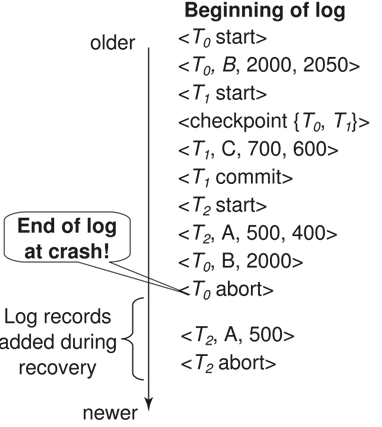 Beginning of log
older
<T0 start>
<T0, B, 2000, 2050>
<T1 start>
<checkpoint {T0, T1}>
<T1, C, 700, 600>
<T1 commit>
<T2 start>
End of log
at crash!
<T2, A, 500, 400>
<T0, B, 2000>
<T0 abort>
Log records
added during
recovery
<T2, A, 500>
<T2 abort>
newer